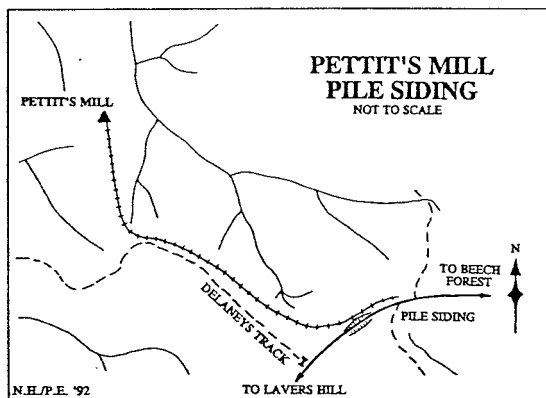 PETTIT'S MILL
PILE SIDING
NOT TO SCALE
PETTIT'S MILL
N
TO BEECH
FOREST
PILE SIDING
DELANEYS TRACK
TO LAVERS HILL
N.H./P.E. '92